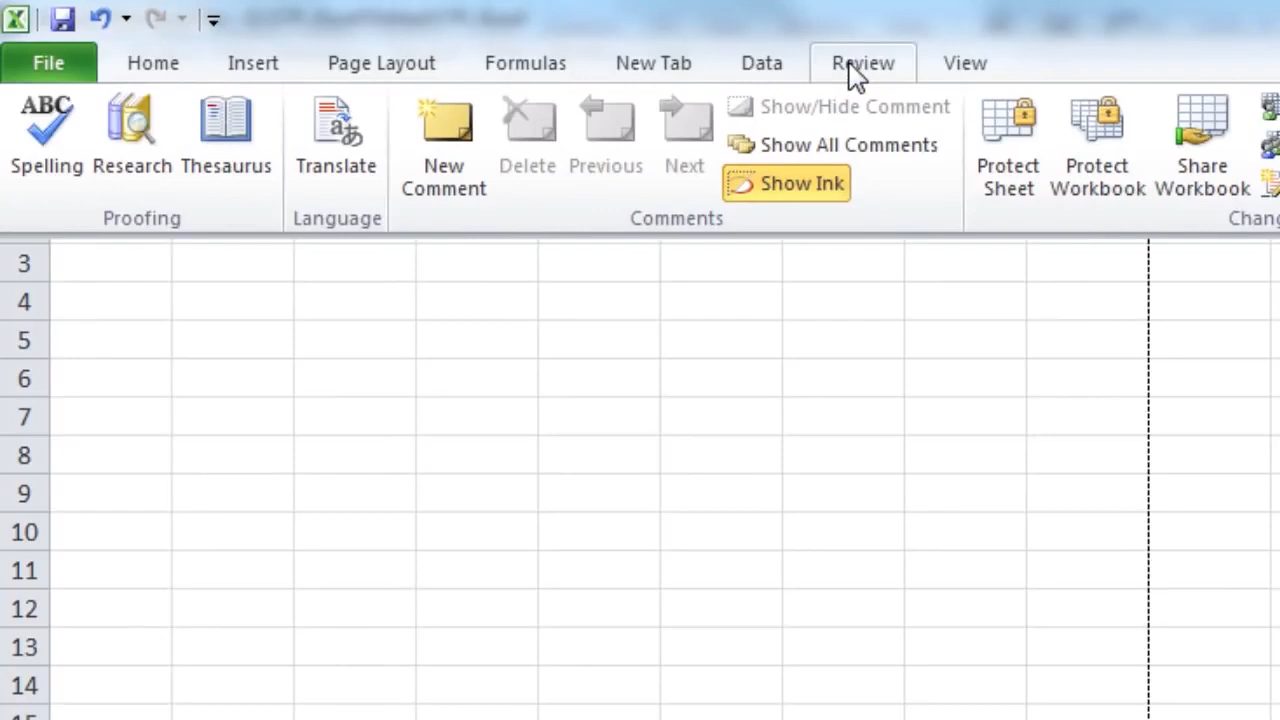 File Home Insert Page Layout Formulas New Tab Data Review View
ABC
Spelling Research Thesaurus
Proofing
Translate
Language
New Comment
Delete Previous Next
Show/Hide Comment
Show All Comments
Show Ink
Comments
Protect Sheet
Protect Workbook
Share Workbook
3
4
5
6
7
8
9
10
11
12
13
14